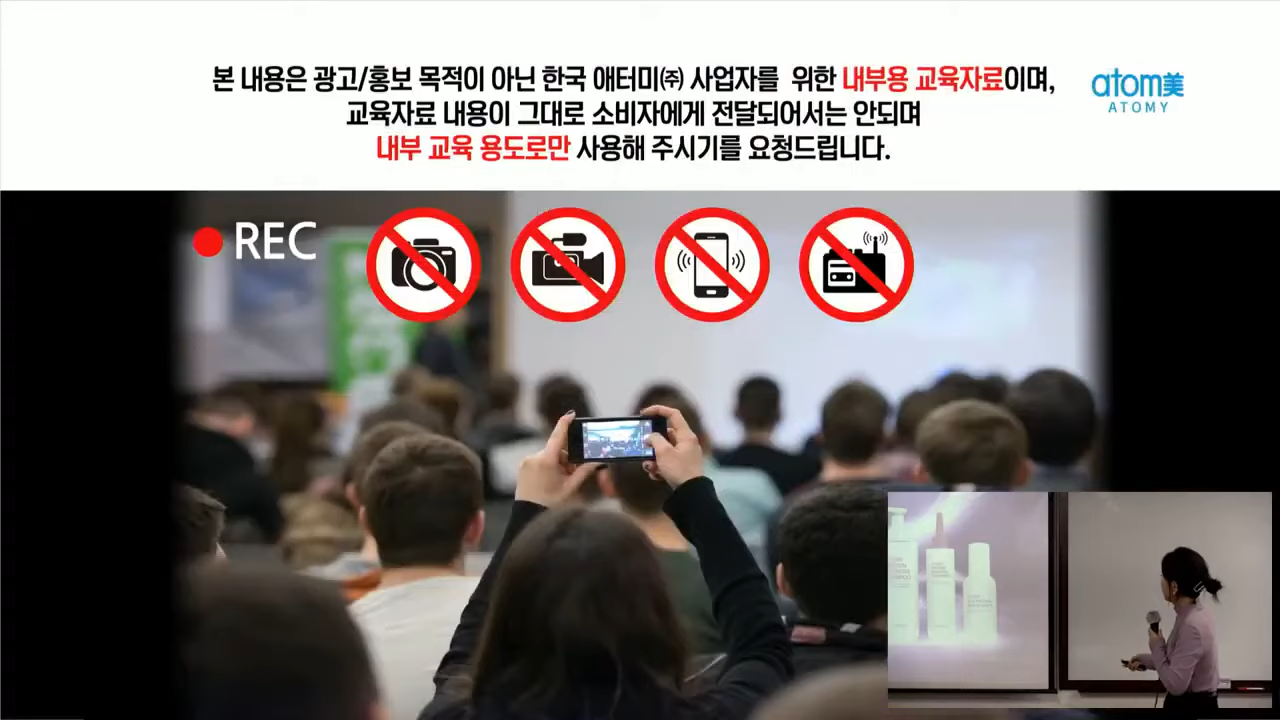 본 내용은 광고/홍보 목적이 아닌 한국 애터미㈜ 사업자를 위한 내부용 교육자료이며,
교육자료 내용이 그대로 소비자에게 전달되어서는 안되며
내부 교육 용도로만 사용해 주시기를 요청드립니다.
atom美
ATOMY
REC